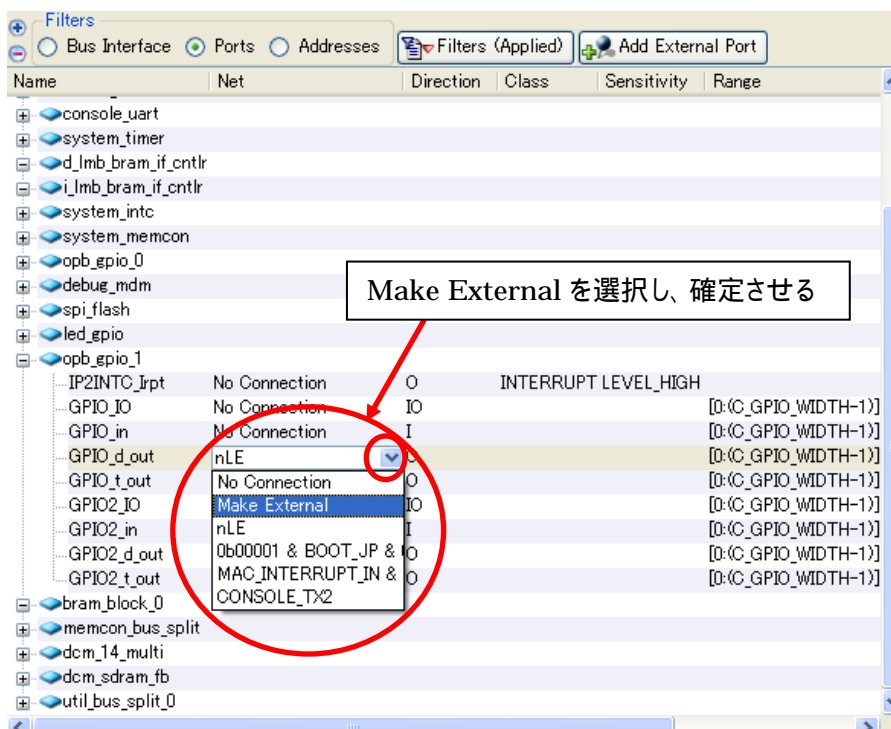 Filters
Bus Interface Ports Addresses Filters (Applied) Add External Port
Name Net Direction Class Sensitivity Range
console_uart
system_timer
d_lmb_bram_if_cntlr
i_lmb_bram_if_cntlr
system_intc
system_memcon
opb_gpio_0
debug_mdm
Make External を選択し、確定させる
spi_flash
led_gpio
opb_gpio_1
IP2INTC_Irpt No Connection O INTERRUPT LEVEL_HIGH
GPIO_IO No Connection IO [0:(C_GPIO_WIDTH-1)]
GPIO_in No Connection I [0:(C_GPIO_WIDTH-1)]
GPIO_d_out nLE [0:(C_GPIO_WIDTH-1)]
GPIO_t_out No Connection O [0:(C_GPIO_WIDTH-1)]
GPIO2_IO Make External IO [0:(C_GPIO_WIDTH-1)]
GPIO2_in nLE I [0:(C_GPIO_WIDTH-1)]
GPIO2_d_out 0b00001 & BOOT_JP & O [0:(C_GPIO_WIDTH-1)]
GPIO2_t_out MAC_INTERRUPT_IN & O [0:(C_GPIO_WIDTH-1)]
CONSOLE_TX2
bram_block_0
memcon_bus_split
dcm_14_multi
dcm_sdram_fb
util_bus_split_0